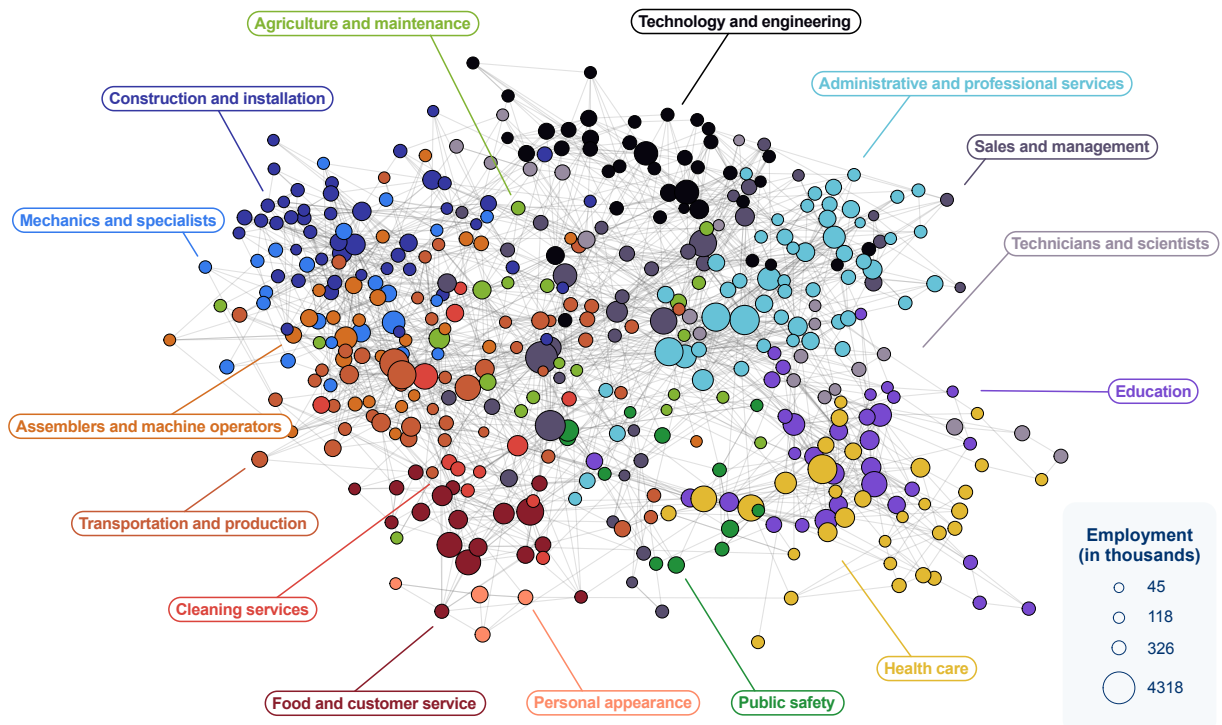 Agriculture and maintenance
Technology and engineering
Construction and installation
Administrative and professional services
Sales and management
Mechanics and specialists
Technicians and scientists
Education
Assemblers and machine operators
Transportation and production
Employment
(in thousands)
45
118
326
4318
Cleaning services
Health care
Food and customer service
Personal appearance
Public safety